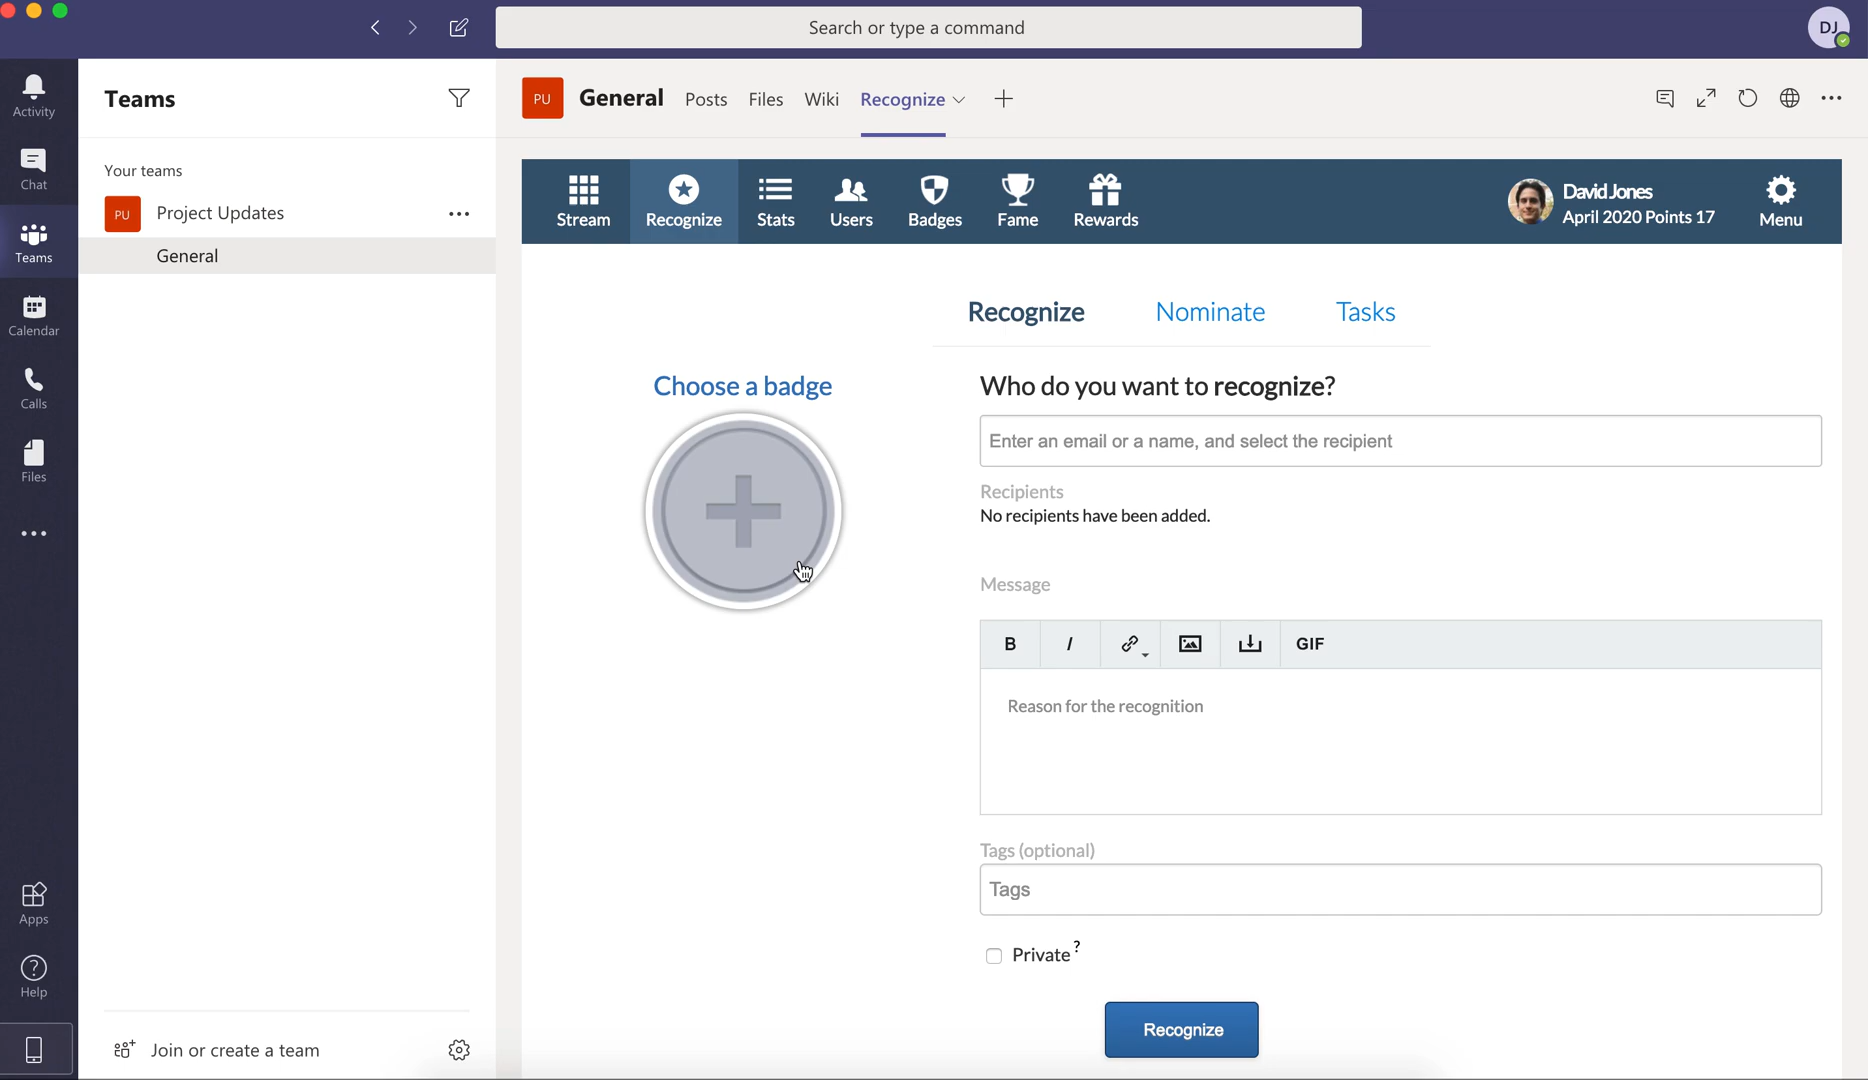 Search or type a command
DJ
Activity
Chat
Teams
Calendar
Calls
Files
Apps
Help
Teams
Your teams
PU Project Updates
General
Join or create a team
PU General Posts Files Wiki Recognize
Stream Recognize Stats Users Badges Fame Rewards
David Jones
April 2020 Points 17
Menu
Recognize Nominate Tasks
Choose a badge
Who do you want to recognize?
Enter an email or a name, and select the recipient
Recipients
No recipients have been added.
Message
B I GIF
Reason for the recognition
Tags (optional)
Tags
Private ?
Recognize